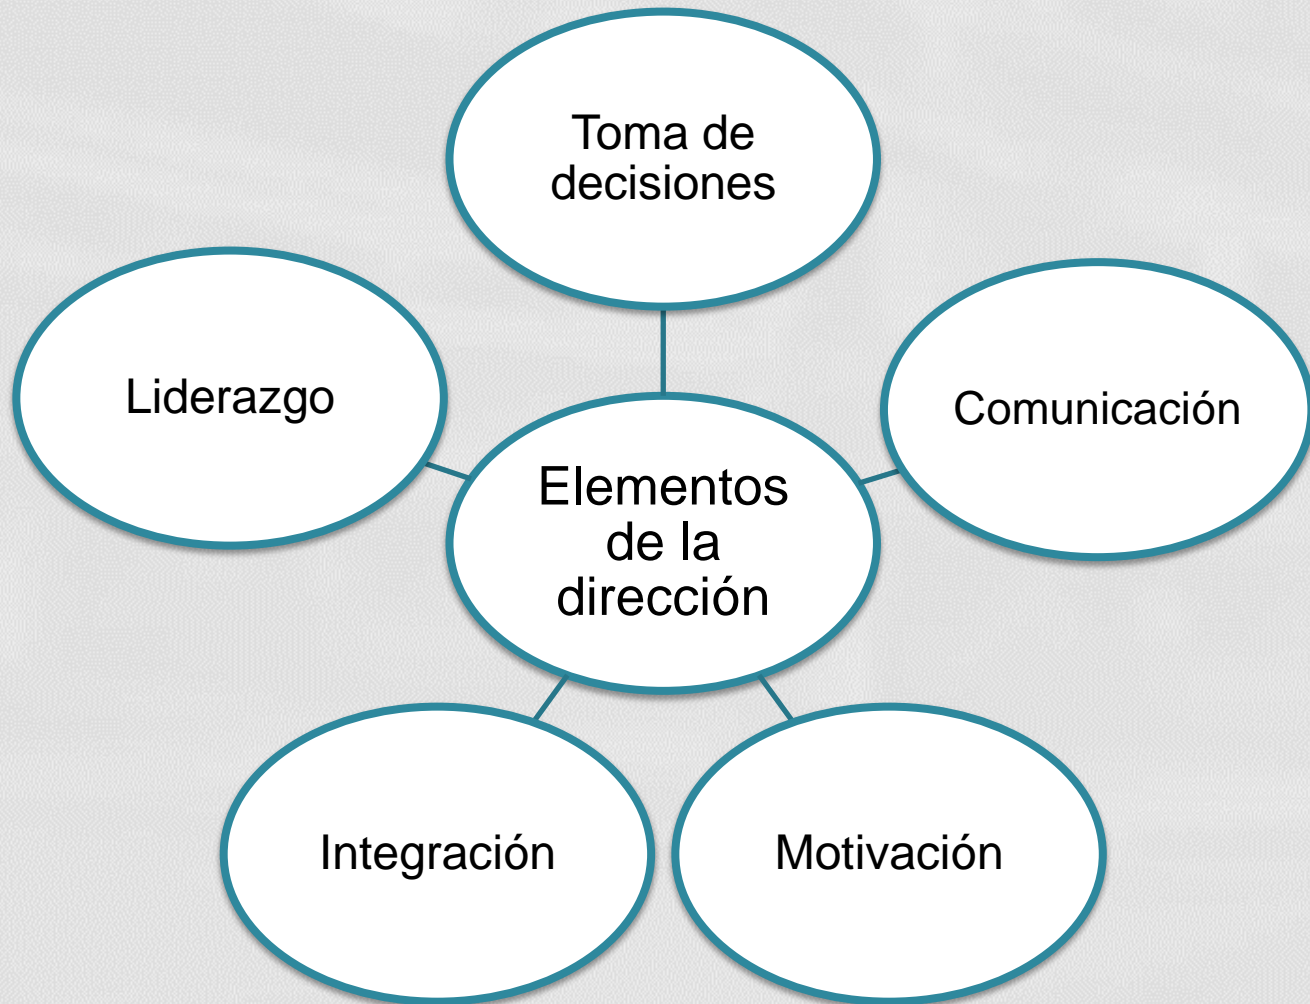 Toma de
decisiones
Liderazgo
Comunicación
Elementos
de la
dirección
Integración
Motivación